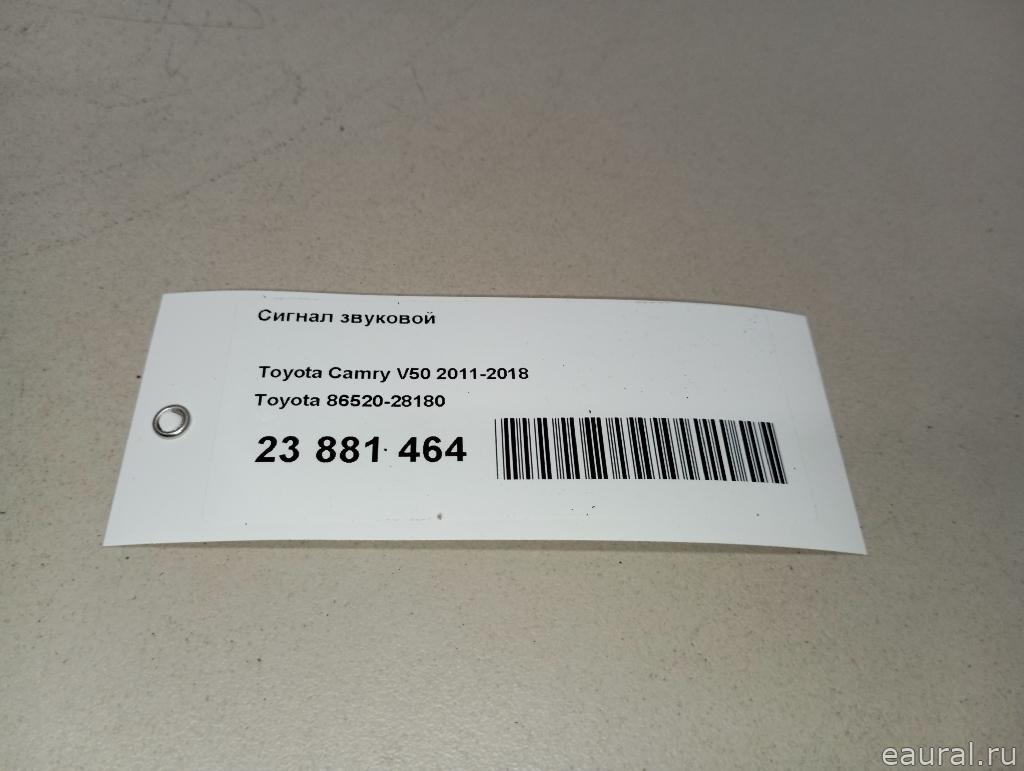 Сигнал звуковой
Toyota Camry V50 2011-2018
Toyota 86520-28180
23 881 464
eaural.ru